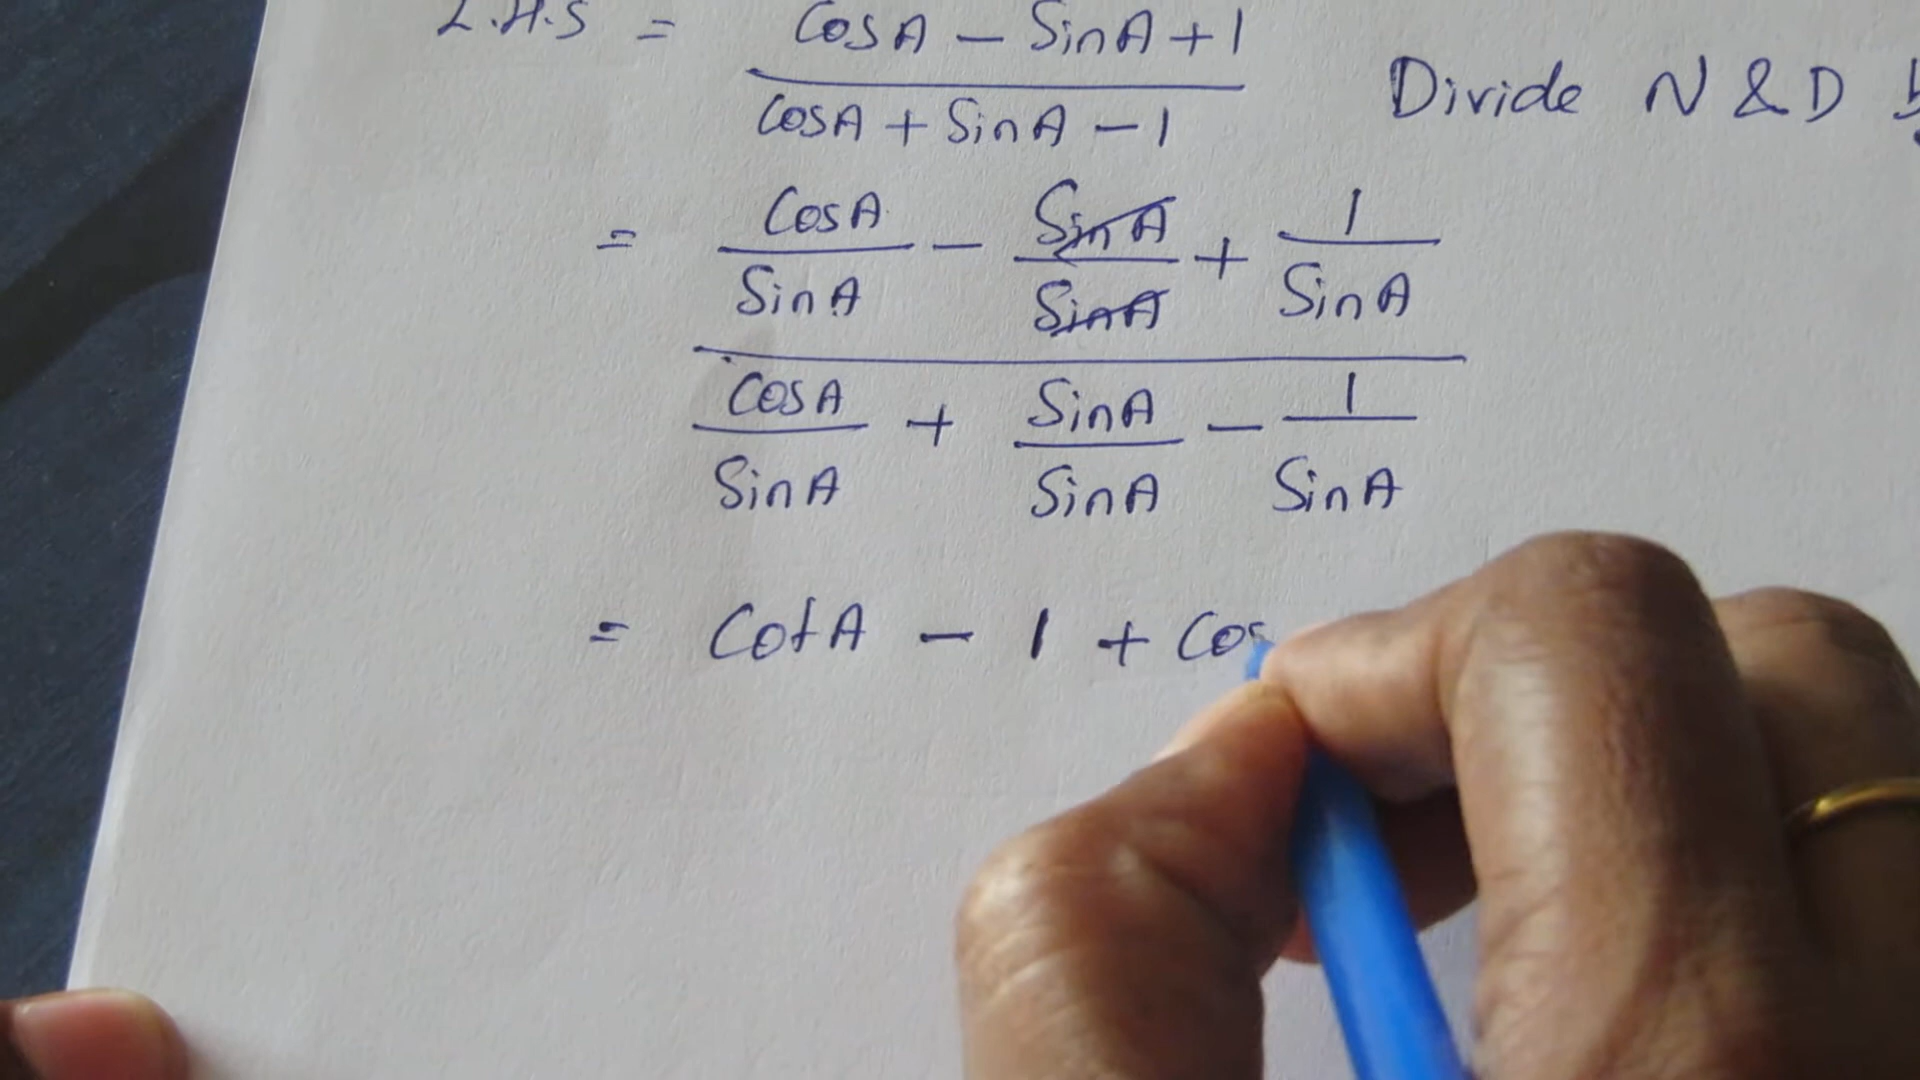 L.H.S = CosA - SinA + 1
CosA + SinA - 1
Divide N & D
= CosA - SinA + 1
SinA SinA SinA
CosA + SinA - 1
SinA SinA SinA
= CotA - 1 + Cos